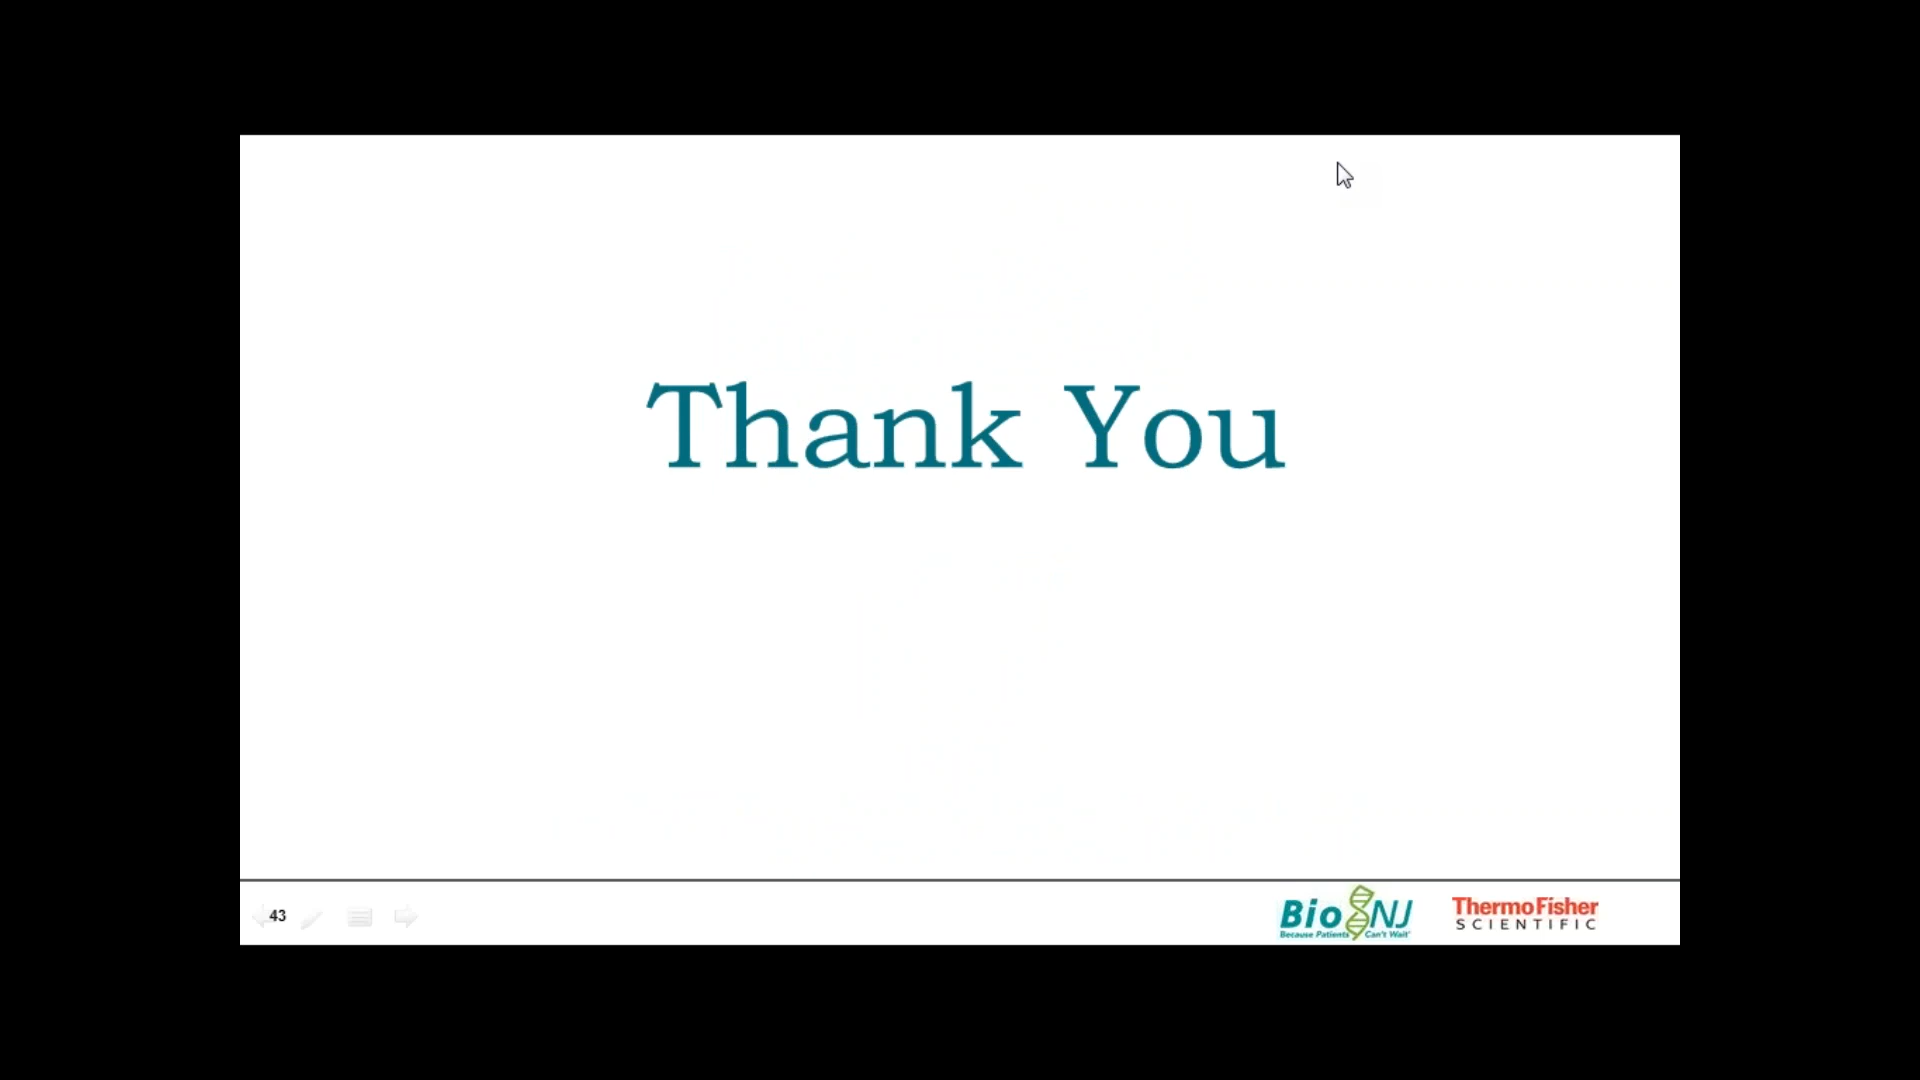 Thank You
43
BioNJ
Because Patients Can't Wait
ThermoFisher
SCIENTIFIC